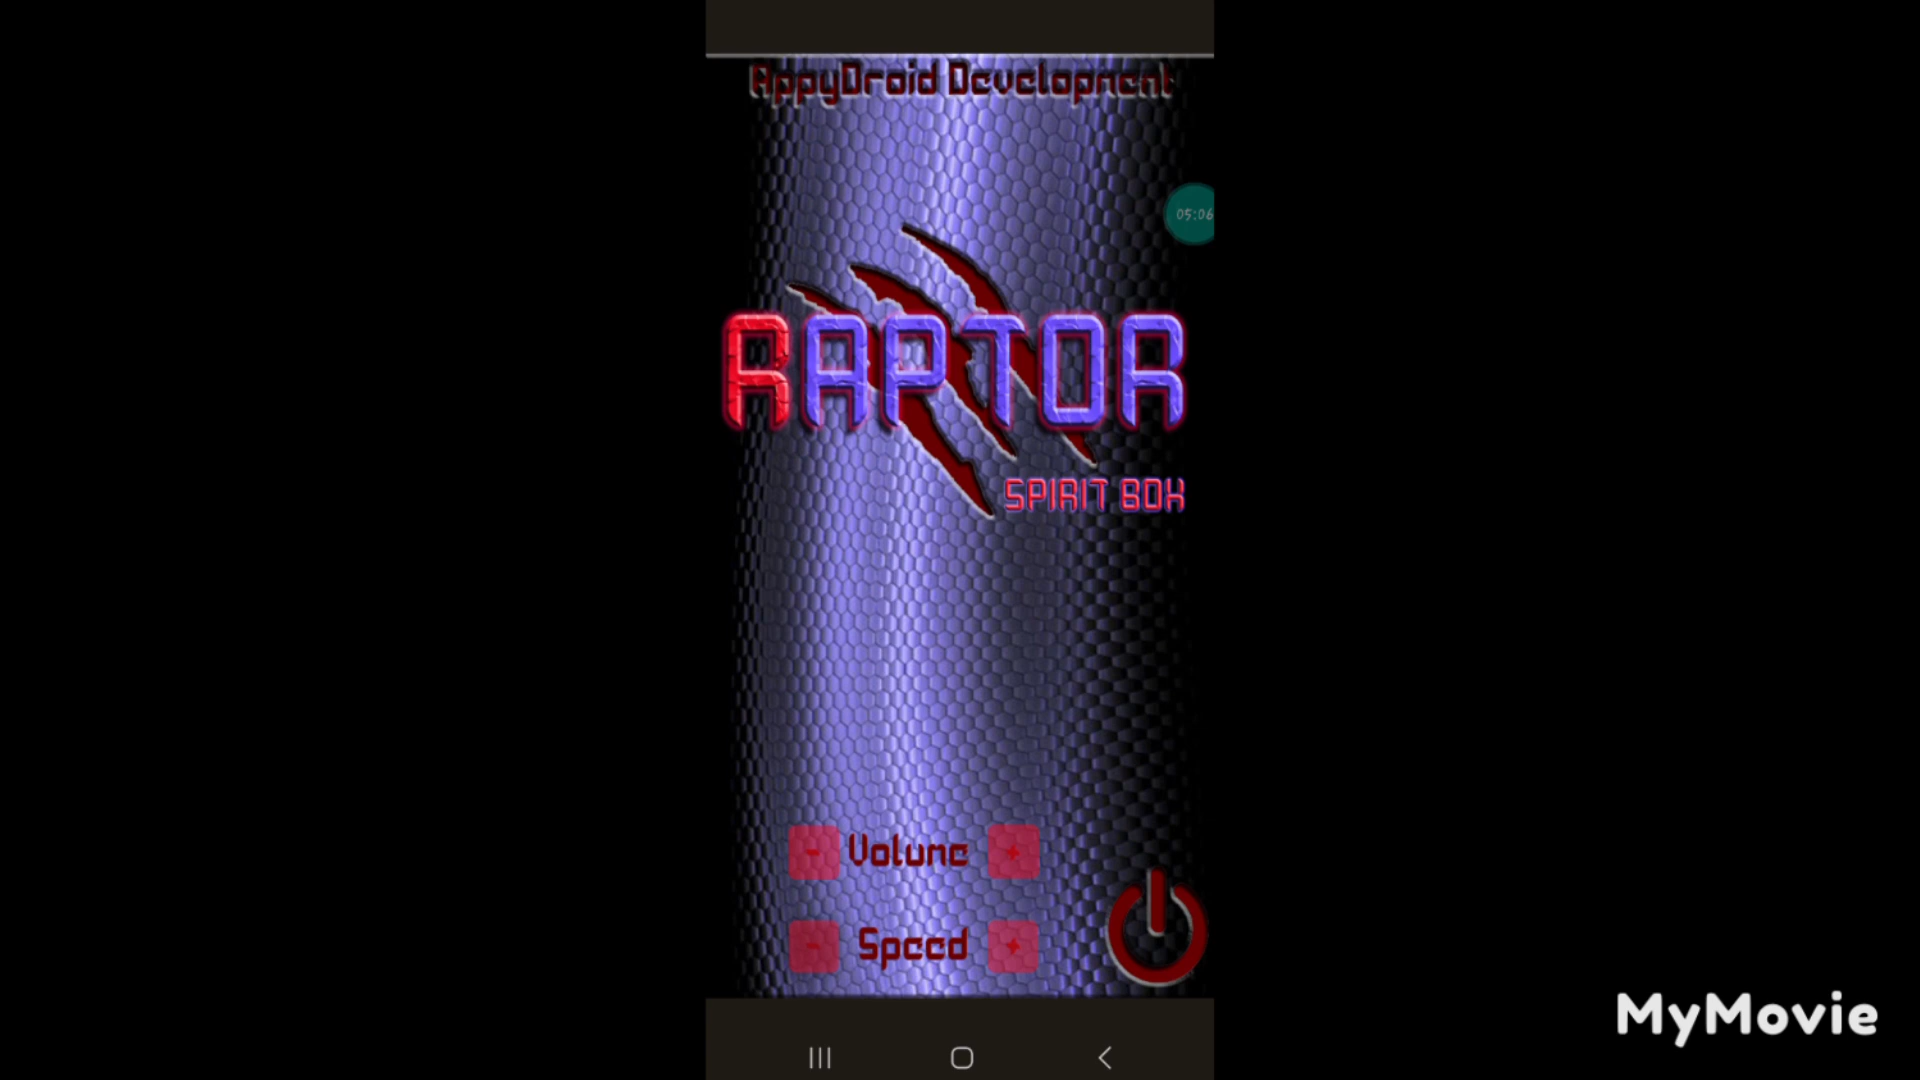 AppyDroid Development
05:06
RAPTOR
SPIRIT BOX
- Volume +
- Speed +
MyMovie